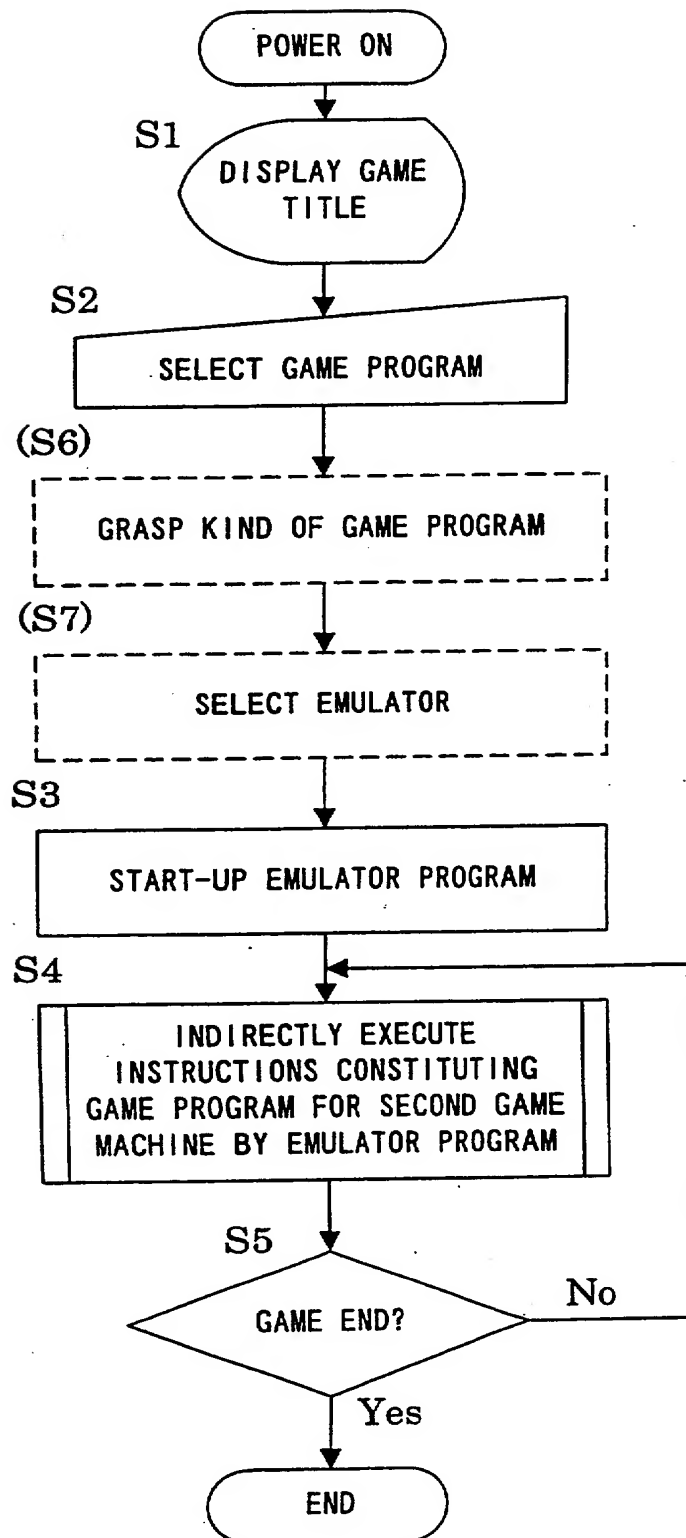 POWER ON
S1
DISPLAY GAME
TITLE
S2
SELECT GAME PROGRAM
(S6)
GRASP KIND OF GAME PROGRAM
(S7)
SELECT EMULATOR
S3
START-UP EMULATOR PROGRAM
S4
INDIRECTLY EXECUTE
INSTRUCTIONS CONSTITUTING
GAME PROGRAM FOR SECOND GAME
MACHINE BY EMULATOR PROGRAM
S5
GAME END?
No
Yes
END